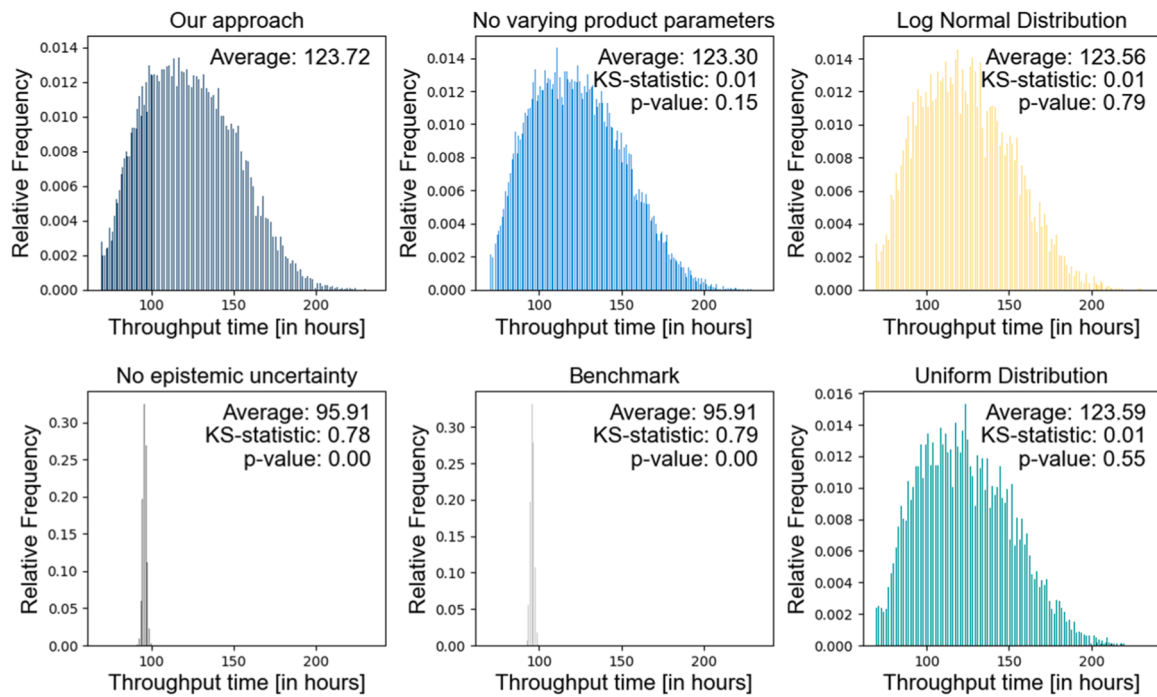 Our approach
Average: 123.72
Relative Frequency
0.014
0.012
0.010
0.008
0.006
0.004
0.002
0.000
100
150
200
Throughput time [in hours]
No varying product parameters
Average: 123.30
KS-statistic: 0.01
p-value: 0.15
Relative Frequency
0.014
0.012
0.010
0.008
0.006
0.004
0.002
0.000
100
150
200
Throughput time [in hours]
Log Normal Distribution
Average: 123.56
KS-statistic: 0.01
p-value: 0.79
Relative Frequency
0.014
0.012
0.010
0.008
0.006
0.004
0.002
0.000
100
150
200
Throughput time [in hours]
No epistemic uncertainty
Average: 95.91
KS-statistic: 0.78
p-value: 0.00
Relative Frequency
0.30
0.25
0.20
0.15
0.10
0.05
0.00
100
150
200
Throughput time [in hours]
Benchmark
Average: 95.91
KS-statistic: 0.79
p-value: 0.00
Relative Frequency
0.30
0.25
0.20
0.15
0.10
0.05
0.00
100
150
200
Throughput time [in hours]
Uniform Distribution
Average: 123.59
KS-statistic: 0.01
p-value: 0.55
Relative Frequency
0.016
0.014
0.012
0.010
0.008
0.006
0.004
0.002
0.000
100
150
200
Throughput time [in hours]